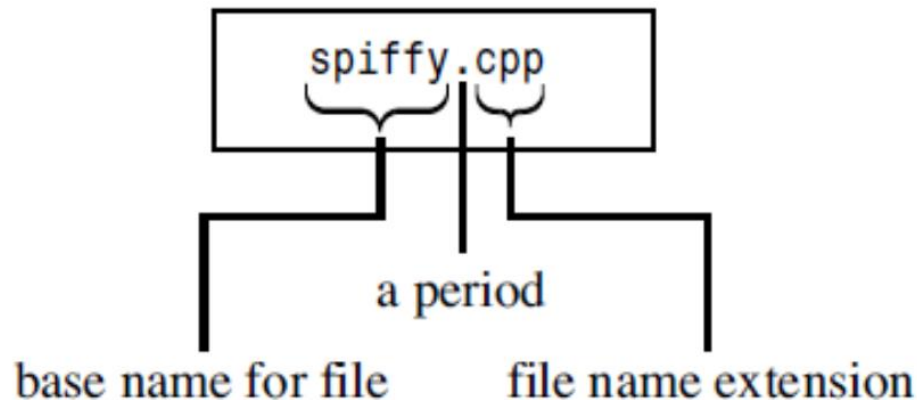 spiffy.cpp
a period
base name for file
file name extension